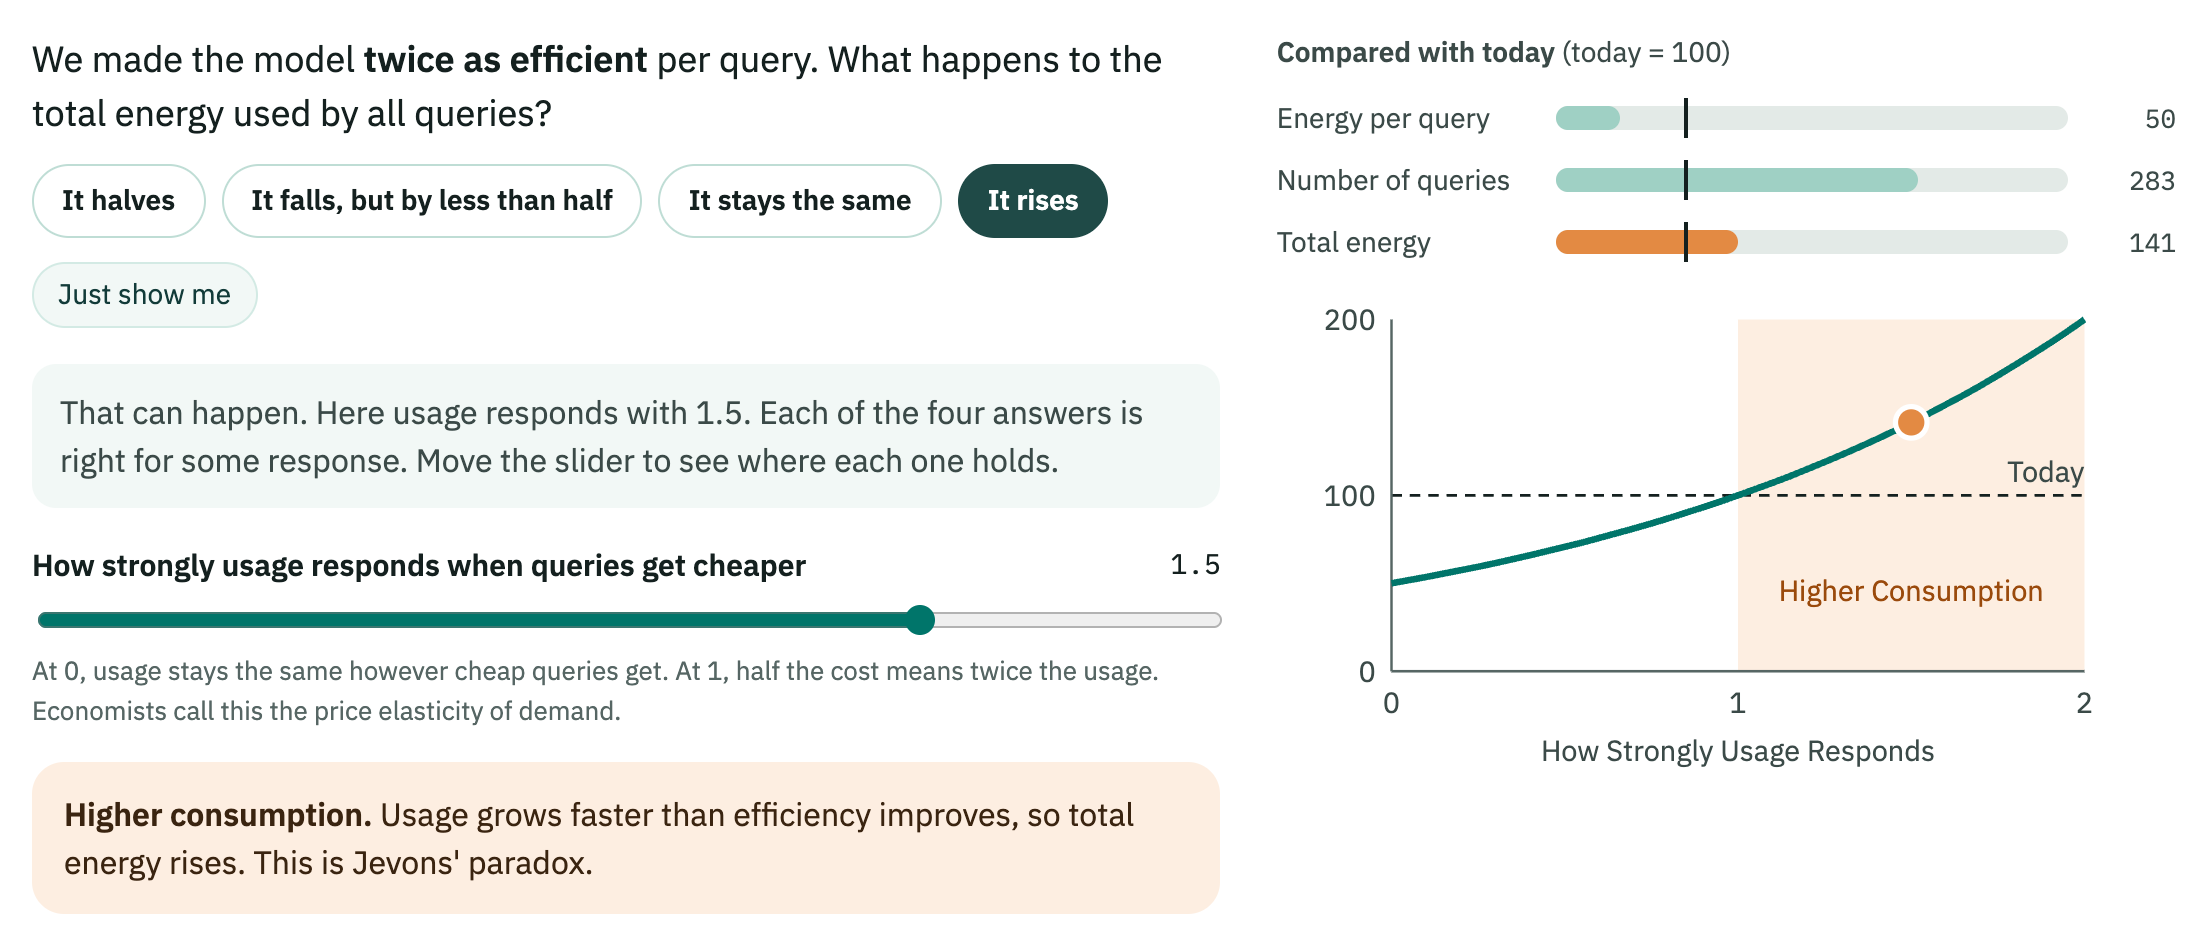 We made the model twice as efficient per query. What happens to the
total energy used by all queries?
It halves
It falls, but by less than half
It stays the same
It rises
Just show me
That can happen. Here usage responds with 1.5. Each of the four answers is
right for some response. Move the slider to see where each one holds.
How strongly usage responds when queries get cheaper
1.5
At 0, usage stays the same however cheap queries get. At 1, half the cost means twice the usage.
Economists call this the price elasticity of demand.
Higher consumption. Usage grows faster than efficiency improves, so total
energy rises. This is Jevons' paradox.
Compared with today (today = 100)
Energy per query 50
Number of queries 283
Total energy 141
200
100
0
Today
Higher Consumption
0 1 2
How Strongly Usage Responds